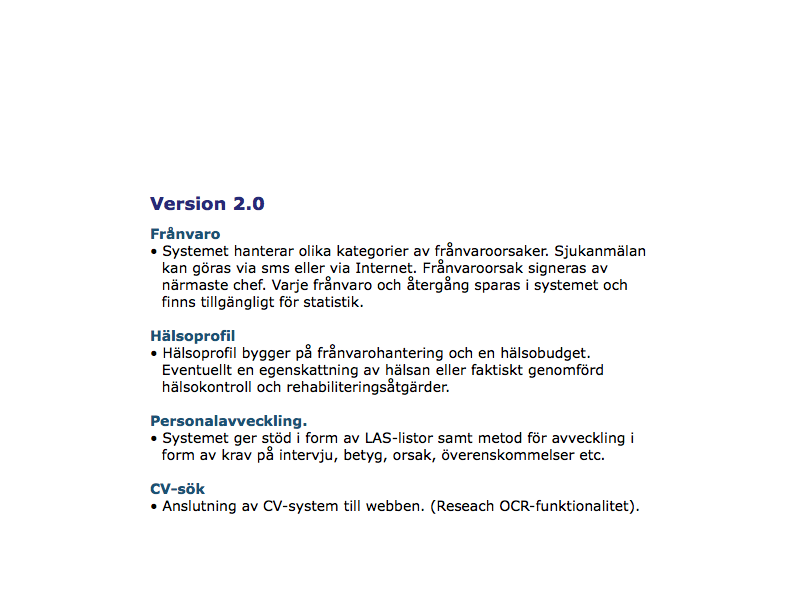 Version 2.0
Frånvaro
• Systemet hanterar olika kategorier av frånvaroorsaker. Sjukanmälan
kan göras via sms eller via Internet. Frånvaroorsak signeras av
närmaste chef. Varje frånvaro och återgång sparas i systemet och
finns tillgängligt för statistik.
Hälsoprofil
• Hälsoprofil bygger på frånvarohantering och en hälsobudget.
Eventuellt en egenskattning av hälsan eller faktiskt genomförd
hälsokontroll och rehabiliteringsåtgärder.
Personalavveckling.
• Systemet ger stöd i form av LAS-listor samt metod för avveckling i
form av krav på intervju, betyg, orsak, överenskommelser etc.
CV-sök
• Anslutning av CV-system till webben. (Reseach OCR-funktionalitet).